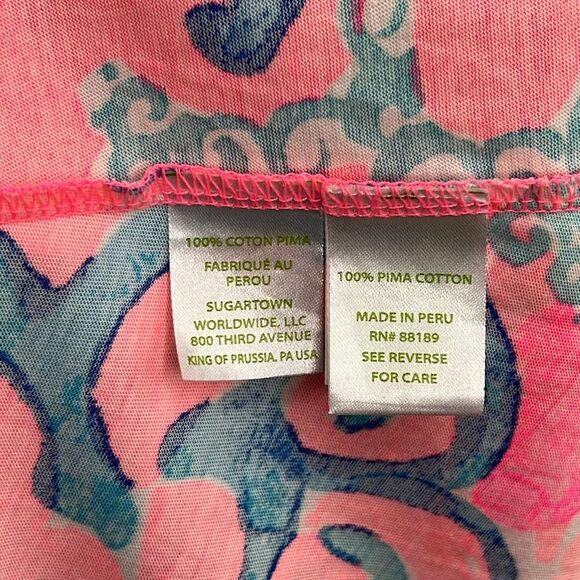 100% COTON PIMA
FABRIQUÉ AU
PEROU
SUGARTOWN
WORLDWIDE, LLC
800 THIRD AVENUE
KING OF PRUSSIA, PA USA
100% PIMA COTTON
MADE IN PERU
RN# 88189
SEE REVERSE
FOR CARE